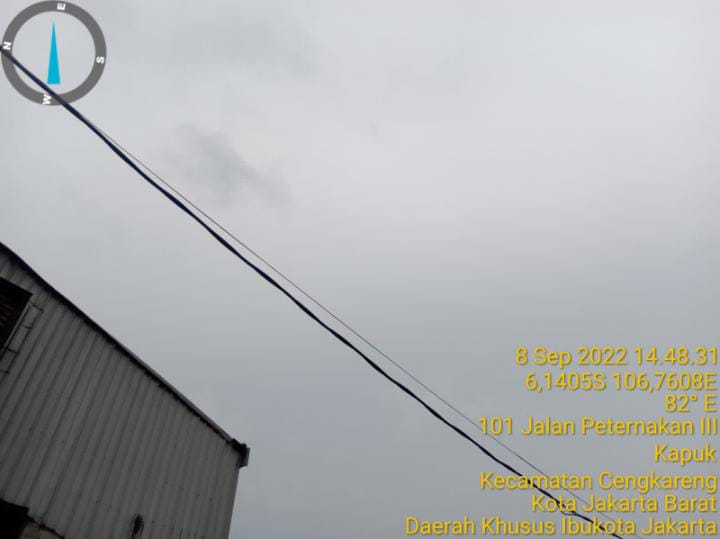 N E S W
8 Sep 2022 14.48.31
6,1405S 106,7608E
82° E
101 Jalan Peternakan III
Kapuk
Kecamatan Cengkareng
Kota Jakarta Barat
Daerah Khusus Ibukota Jakarta